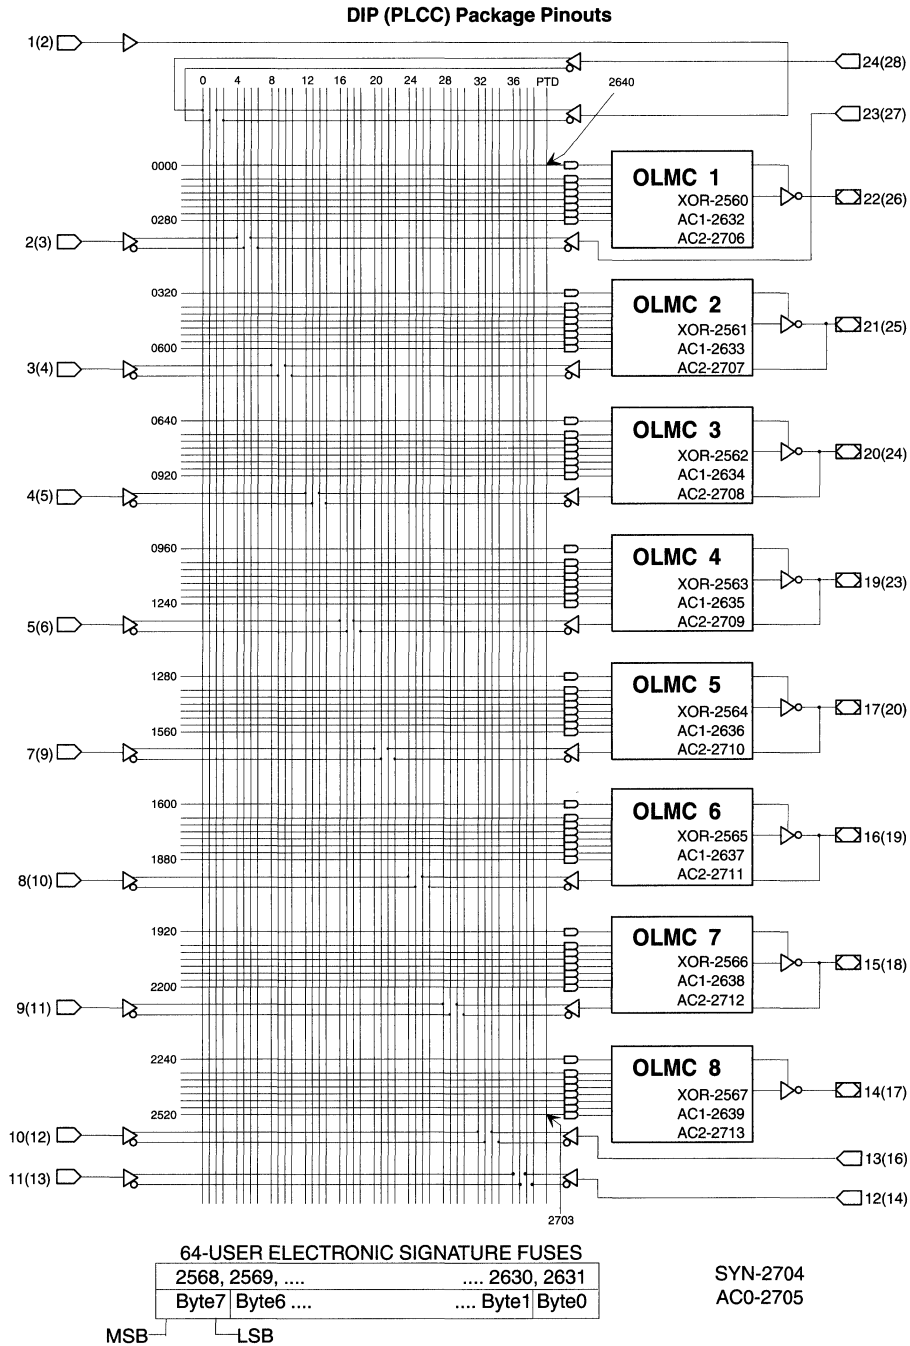 DIP (PLCC) Package Pinouts
1(2)
24(28)
0 4 8 12 16 20 24 28 32 36 PTD
2640
23(27)
0000
OLMC 1
XOR-2560
22(26)
0280
AC1-2632
AC2-2706
2(3)
0320
OLMC 2
XOR-2561
21(25)
0600
AC1-2633
AC2-2707
3(4)
0640
OLMC 3
XOR-2562
20(24)
0920
AC1-2634
AC2-2708
4(5)
0960
OLMC 4
XOR-2563
19(23)
1240
AC1-2635
AC2-2709
5(6)
1280
OLMC 5
XOR-2564
17(20)
1560
AC1-2636
AC2-2710
7(9)
1600
OLMC 6
XOR-2565
16(19)
1880
AC1-2637
AC2-2711
8(10)
1920
OLMC 7
XOR-2566
15(18)
2200
AC1-2638
AC2-2712
9(11)
2240
OLMC 8
XOR-2567
14(17)
2520
AC1-2639
AC2-2713
10(12)
13(16)
11(13)
12(14)
2703
64-USER ELECTRONIC SIGNATURE FUSES
2568, 2569, .... .... 2630, 2631
Byte7 Byte6 .... .... Byte1 Byte0
MSB LSB
SYN-2704
AC0-2705